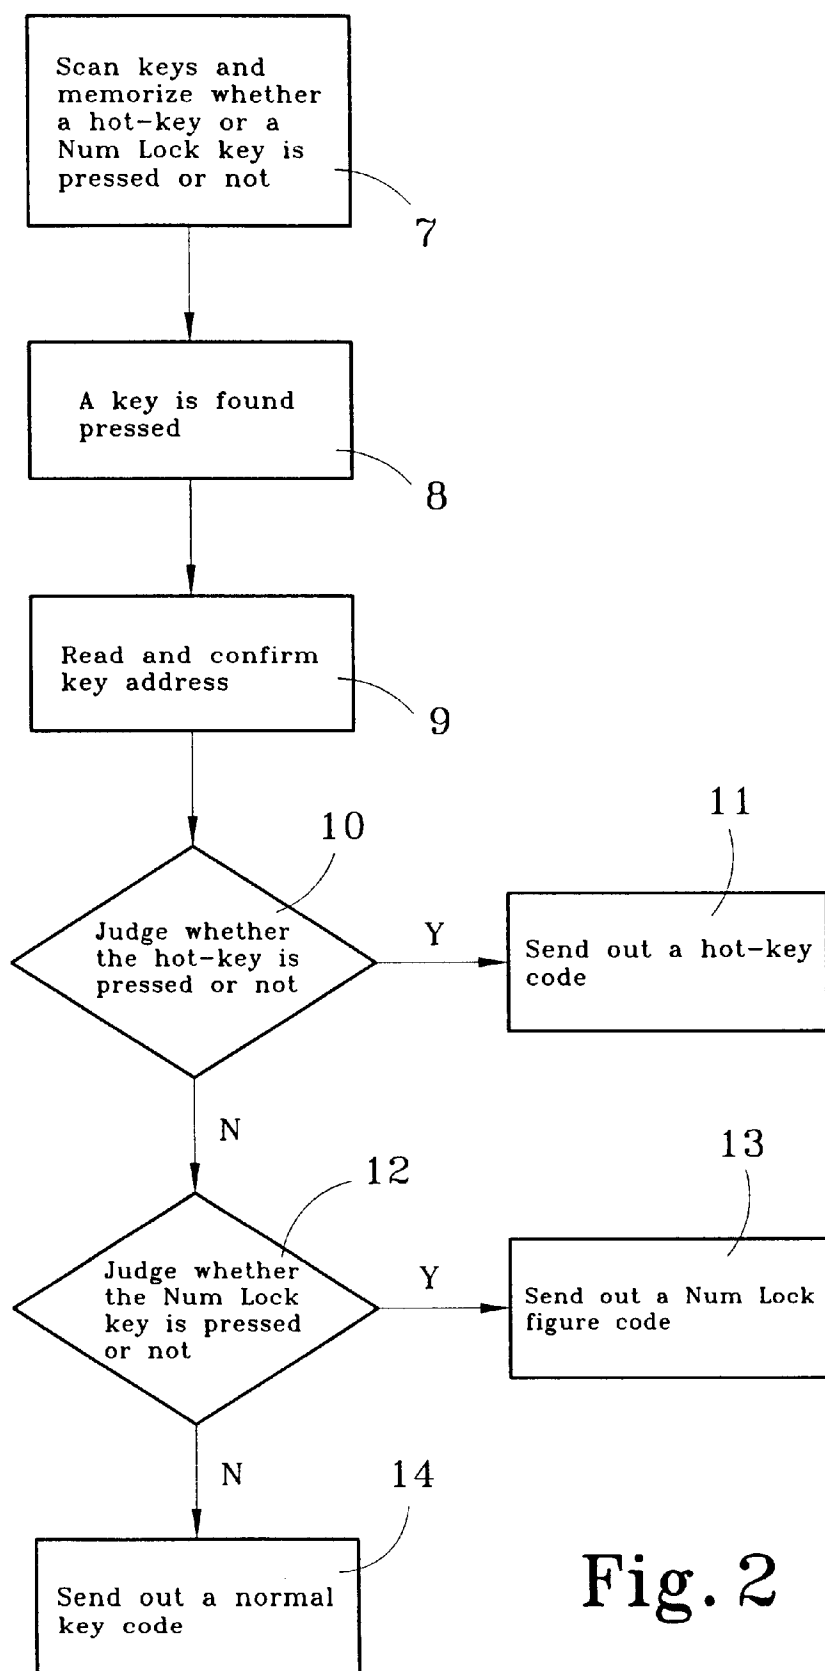 Scan keys and
memorize whether
a hot-key or a
Num Lock key is
pressed or not
7
A key is found
pressed
8
Read and confirm
key address
9
10
Judge whether
the hot-key is
pressed or not
Y
11
Send out a hot-key
code
N
12
Judge whether
the Num Lock
key is pressed
or not
Y
13
Send out a Num Lock
figure code
N
14
Send out a normal
key code
Fig. 2